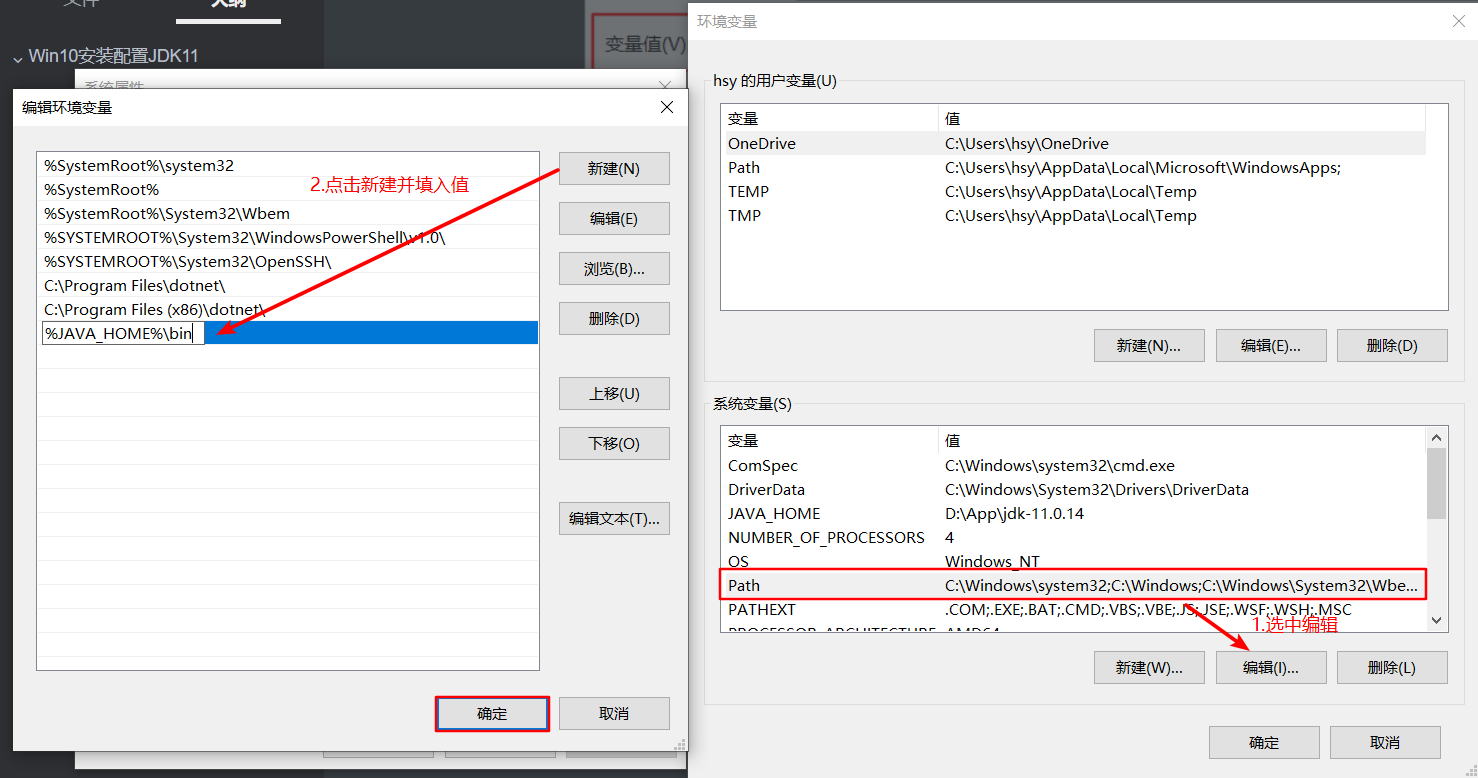 大纲
Win10安装配置JDK11
变量值(V)
系统属性
编辑环境变量
%SystemRoot%\system32
%SystemRoot%
%SystemRoot%\System32\Wbem
%SYSTEMROOT%\System32\WindowsPowerShell\v1.0\
%SYSTEMROOT%\System32\OpenSSH\
C:\Program Files\dotnet\
C:\Program Files (x86)\dotnet\
%JAVA_HOME%\bin
2.点击新建并填入值
新建(N)
编辑(E)
浏览(B)...
删除(D)
上移(U)
下移(O)
编辑文本(T)...
确定
取消
环境变量
hsy 的用户变量(U)
变量 值
OneDrive C:\Users\hsy\OneDrive
Path C:\Users\hsy\AppData\Local\Microsoft\WindowsApps;
TEMP C:\Users\hsy\AppData\Local\Temp
TMP C:\Users\hsy\AppData\Local\Temp
新建(N)... 编辑(E)... 删除(D)
系统变量(S)
变量 值
ComSpec C:\Windows\system32\cmd.exe
DriverData C:\Windows\System32\Drivers\DriverData
JAVA_HOME D:\App\jdk-11.0.14
NUMBER_OF_PROCESSORS 4
OS Windows_NT
Path C:\Windows\system32;C:\Windows;C:\Windows\System32\Wbe...
PATHEXT .COM;.EXE;.BAT;.CMD;.VBS;.VBE;.JS;.JSE;.WSF;.WSH;.MSC
PROCESSOR_ARCHITECTURE AMD64
1.选中编辑
新建(W)... 编辑(I)... 删除(L)
确定 取消